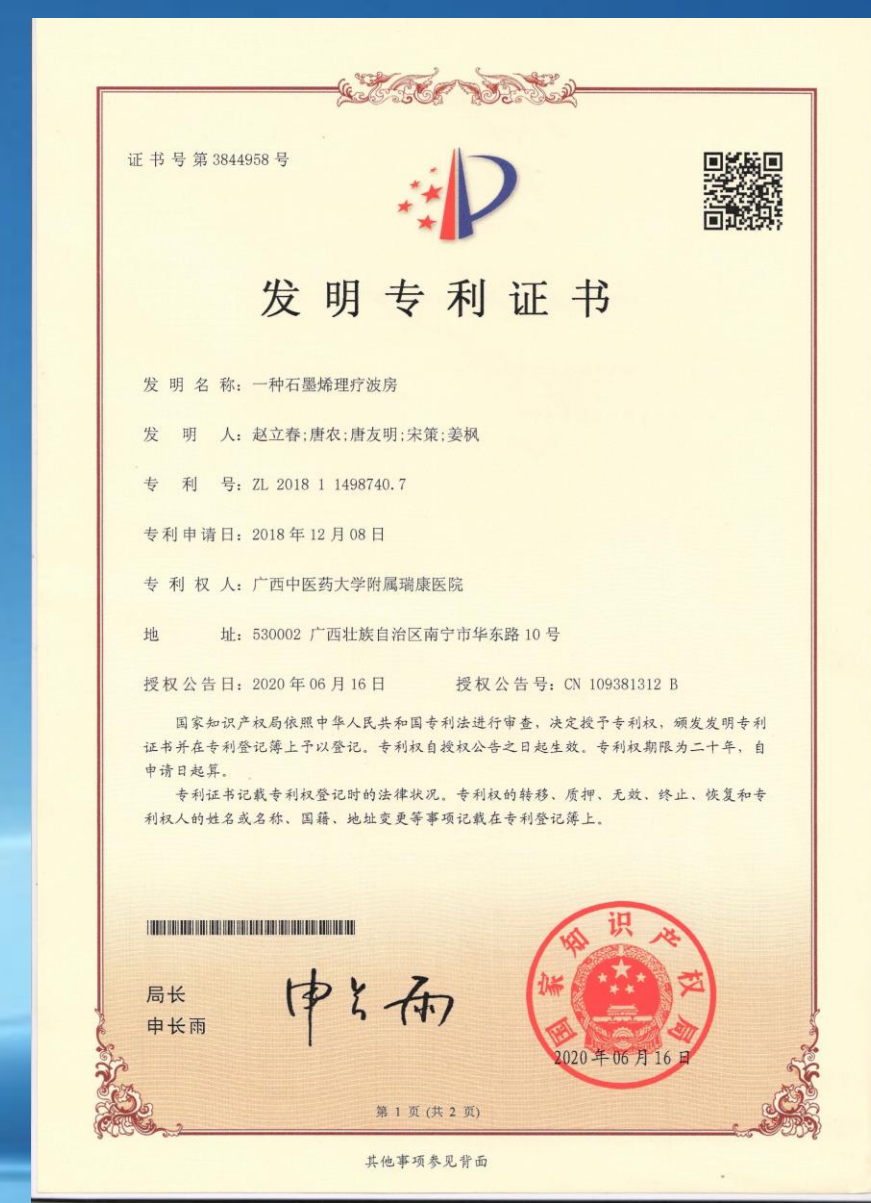 证书号第3844958号
发明专利证书
发明名称：一种石墨烯理疗波房
发明人：赵立春;唐农;唐友明;宋策;姜枫
专利号：ZL 2018 1 1498740.7
专利申请日：2018年12月08日
专利权人：广西中医药大学附属瑞康医院
地址：530002 广西壮族自治区南宁市华东路10号
授权公告日：2020年06月16日 授权公告号：CN 109381312 B
国家知识产权局依照中华人民共和国专利法进行审查，决定授予专利权，颁发发明专利
证书并在专利登记簿上予以登记。专利权自授权公告之日起生效。专利权期限为二十年，自
申请日起算。
专利证书记载专利权登记时的法律状况。专利权的转移、质押、无效、终止、恢复和专
利权人的姓名或名称、国籍、地址变更等事项记载在专利登记簿上。
局长
申长雨
申长雨
国家知识产权局
2020年06月16日
第 1 页 (共 2 页)
其他事项参见背面